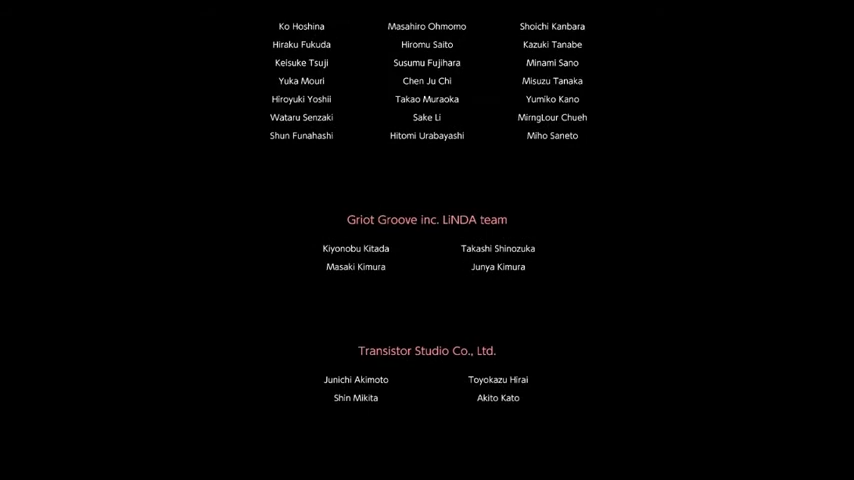 Ko Hoshina Masahiro Ohmomo Shoichi Kanbara
Hiraku Fukuda Hiromu Saito Kazuki Tanabe
Keisuke Tsuji Susumu Fujihara Minami Sano
Yuka Mouri Chen Ju Chi Misuzu Tanaka
Hiroyuki Yoshii Takao Muraoka Yumiko Kano
Wataru Senzaki Sake Li MirngLour Chueh
Shun Funahashi Hitomi Urabayashi Miho Saneto
Griot Groove inc. LiNDA team
Kiyonobu Kitada Takashi Shinozuka
Masaki Kimura Junya Kimura
Transistor Studio Co., Ltd.
Junichi Akimoto Toyokazu Hirai
Shin Mikita Akito Kato